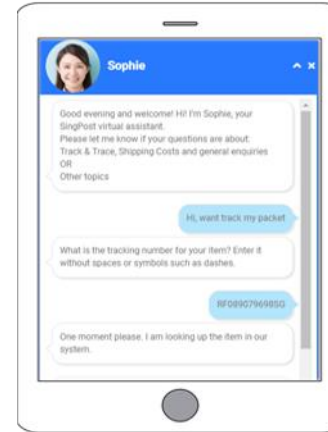 Sophie
Good evening and welcome! Hi! I'm Sophie, your
SingPost virtual assistant.
Please let me know if your questions are about:
Track & Trace, Shipping Costs and general enquiries
OR
Other topics
Hi, want track my packet
What is the tracking number for your item? Enter it
without spaces or symbols such as dashes.
RF089079698SG
One moment please. I am looking up the item in our
system.